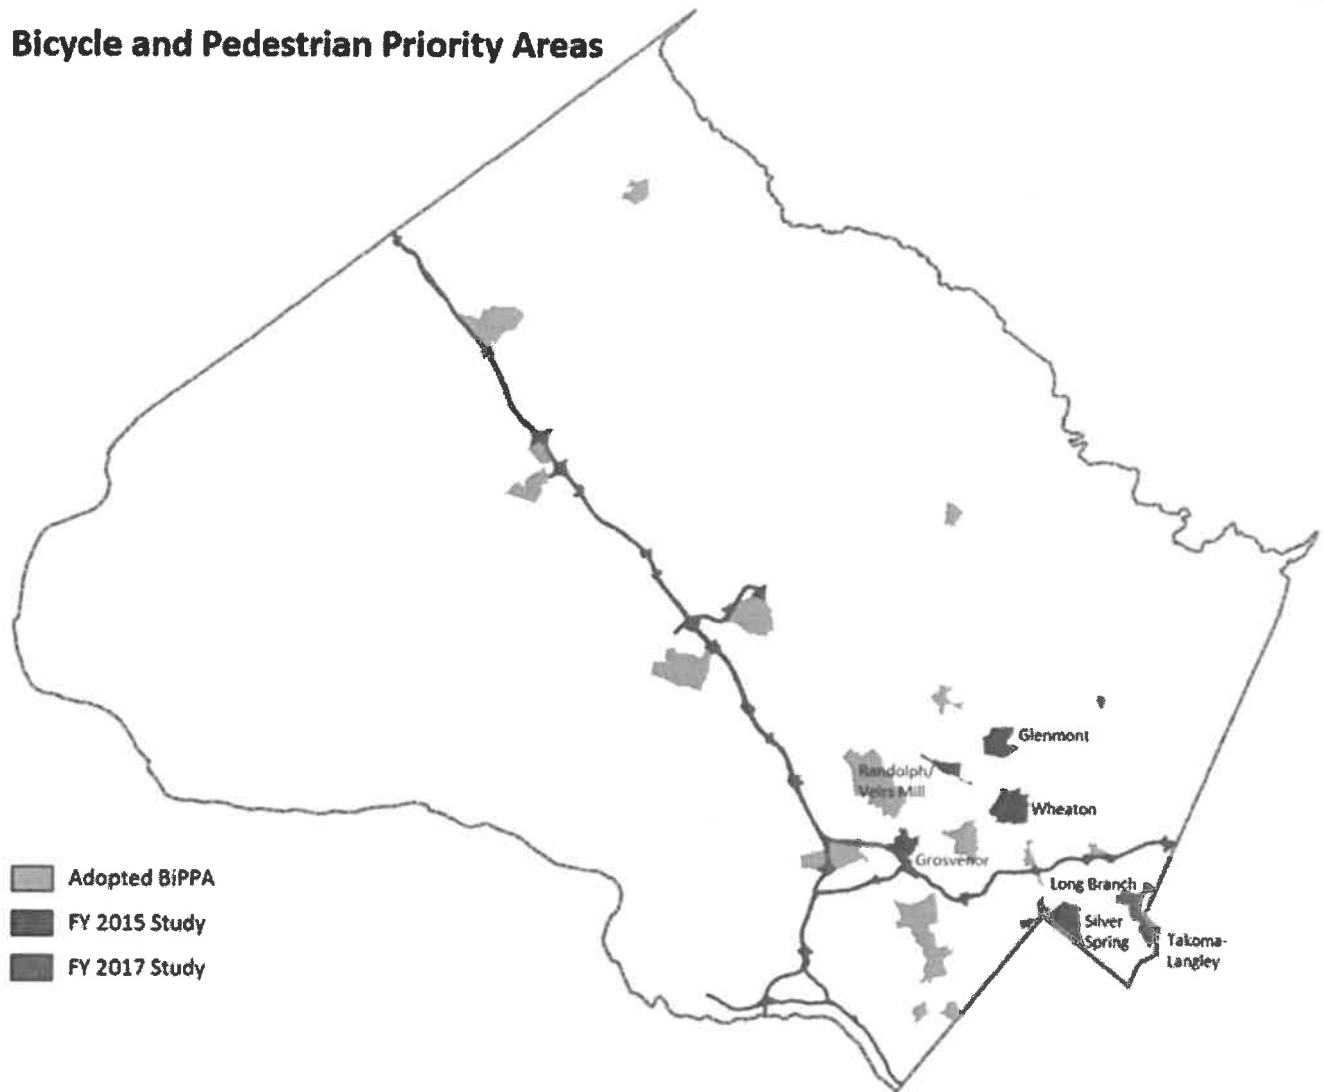 Bicycle and Pedestrian Priority Areas
Glenmont
Randolph/
Veirs Mill
Wheaton
Grosvenor
Long Branch
Silver
Spring
Takoma-
Langley
Adopted BiPPA
FY 2015 Study
FY 2017 Study